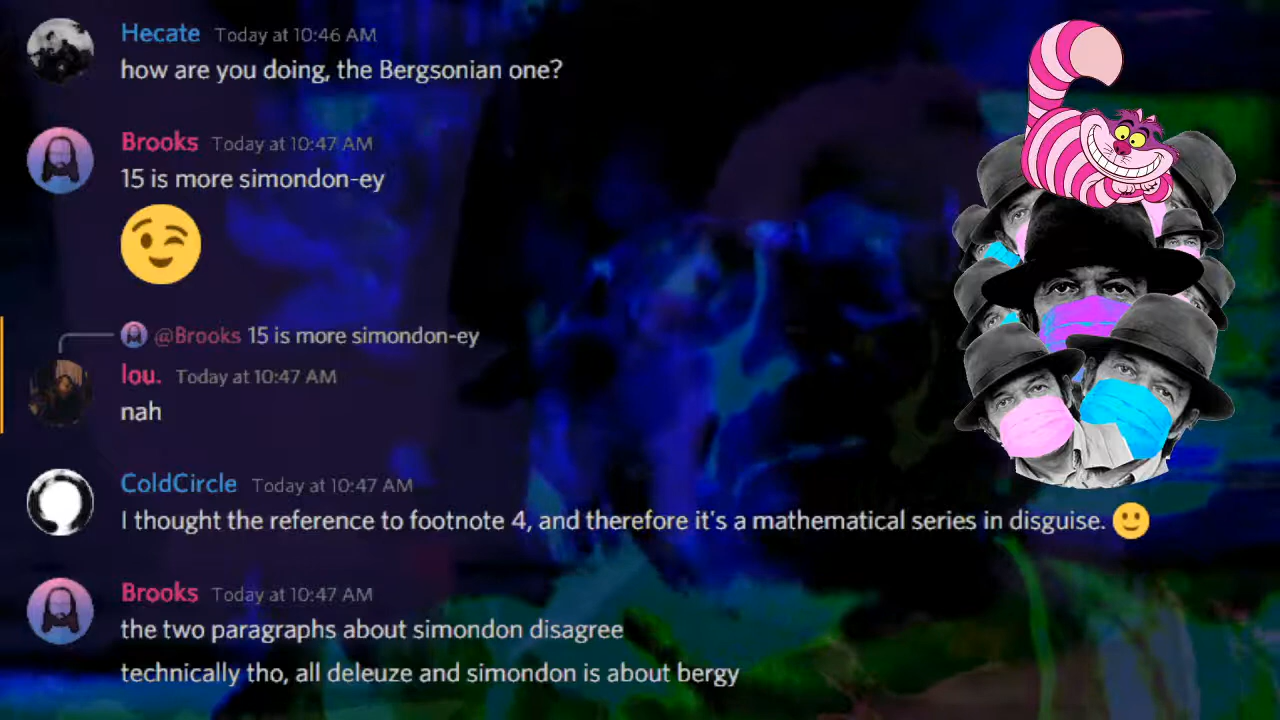 Hecate Today at 10:46 AM
how are you doing, the Bergsonian one?
Brooks Today at 10:47 AM
15 is more simondon-ey
@Brooks 15 is more simondon-ey
lou. Today at 10:47 AM
nah
ColdCircle Today at 10:47 AM
I thought the reference to footnote 4, and therefore it's a mathematical series in disguise.
Brooks Today at 10:47 AM
the two paragraphs about simondon disagree
technically tho, all deleuze and simondon is about bergy